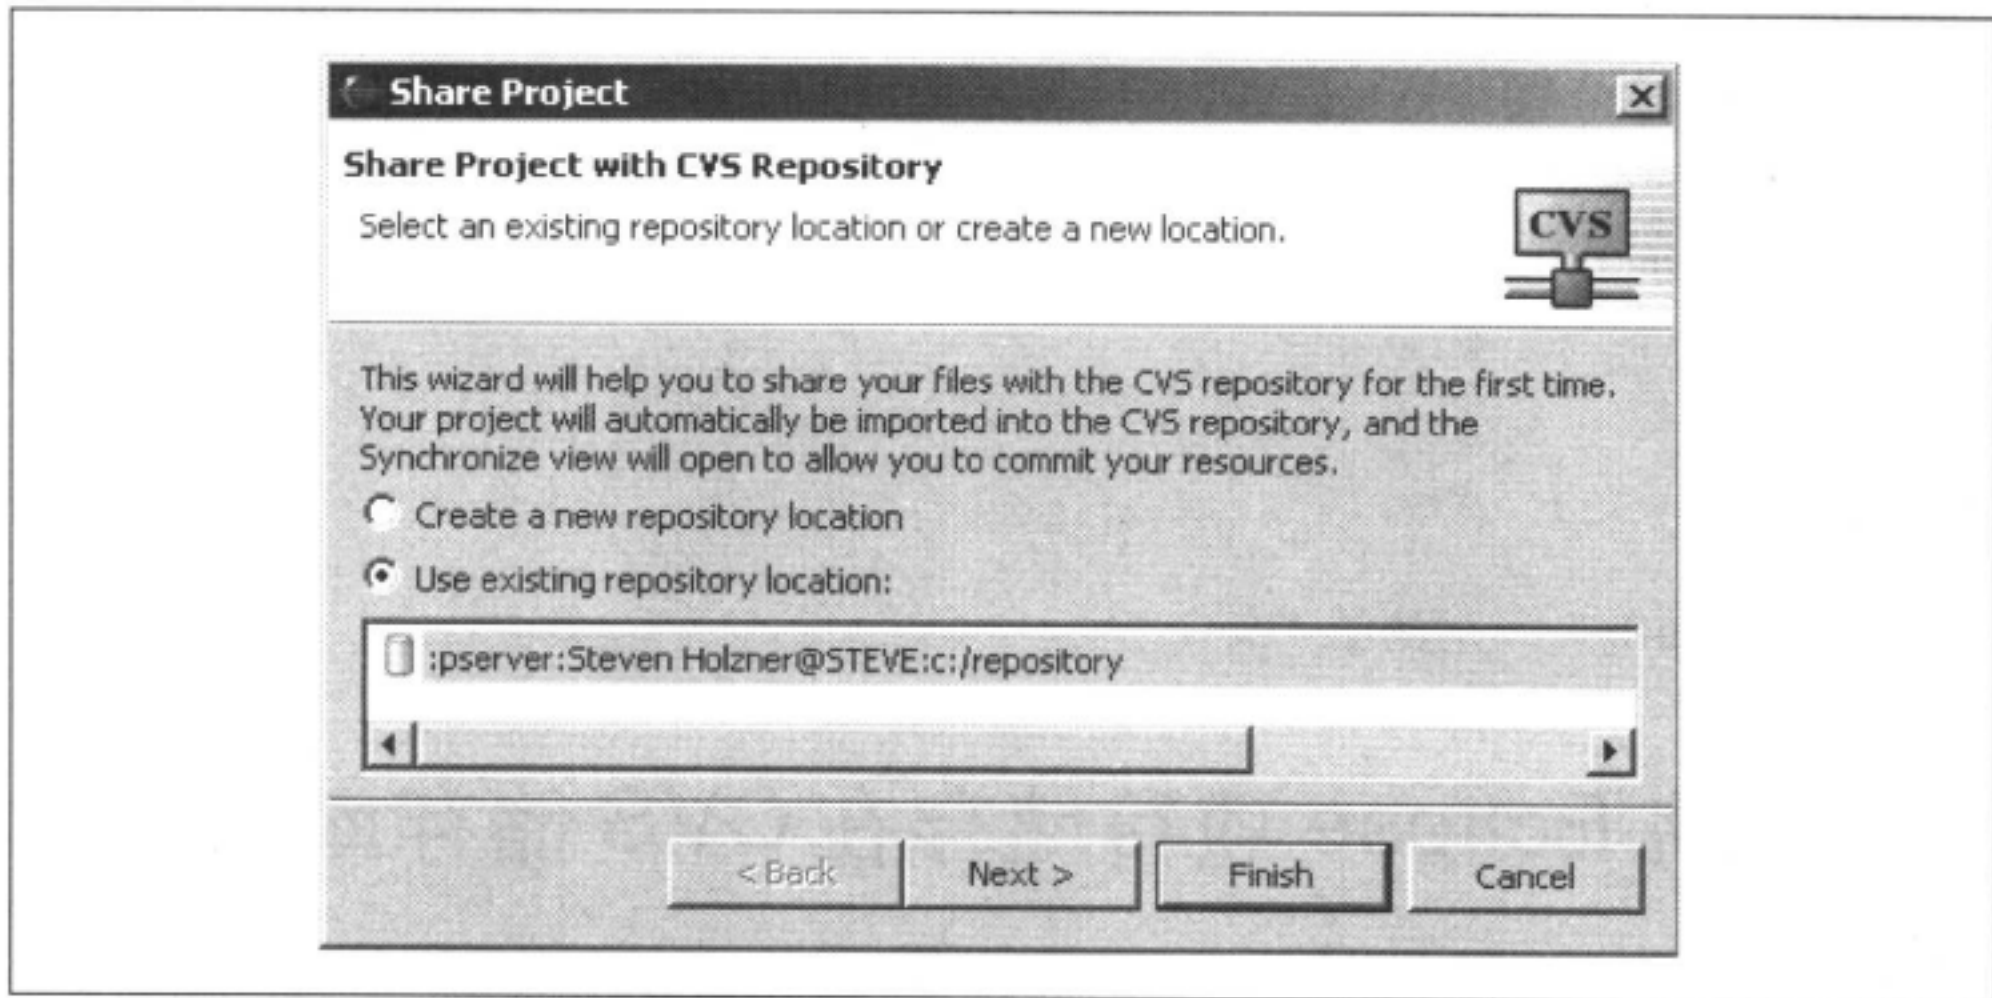 Share Project
Share Project with CVS Repository
Select an existing repository location or create a new location.
CVS
This wizard will help you to share your files with the CVS repository for the first time.
Your project will automatically be imported into the CVS repository, and the
Synchronize view will open to allow you to commit your resources.
Create a new repository location
Use existing repository location:
:pserver:Steven Holzner@STEVE:c:/repository
< Back
Next >
Finish
Cancel